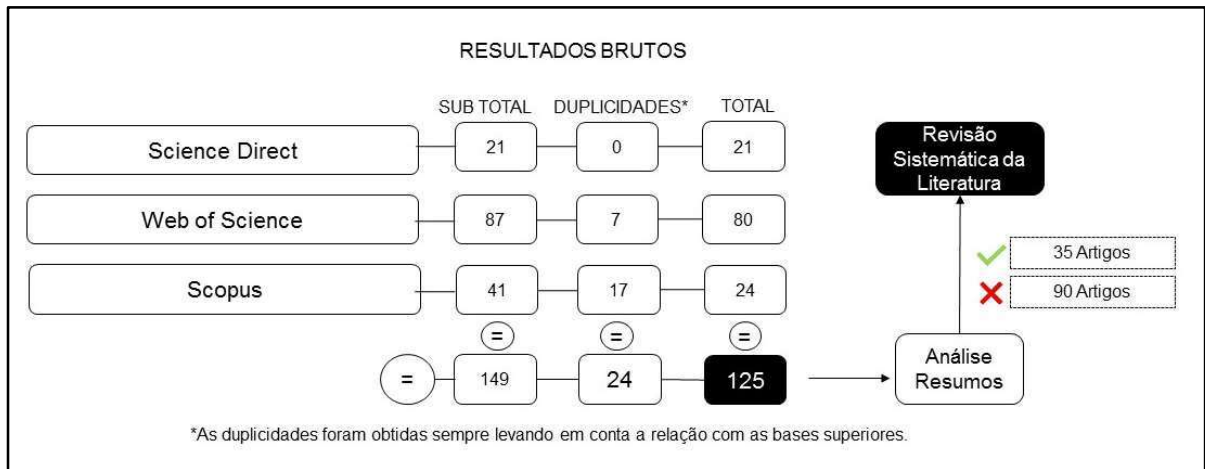 RESULTADOS BRUTOS
SUB TOTAL DUPLICIDADES* TOTAL
Science Direct 21 0 21
Web of Science 87 7 80
Scopus 41 17 24
= = =
= 149 24 125
Revisão
Sistemática da
Literatura
35 Artigos
90 Artigos
Análise
Resumos
*As duplicidades foram obtidas sempre levando em conta a relação com as bases superiores.